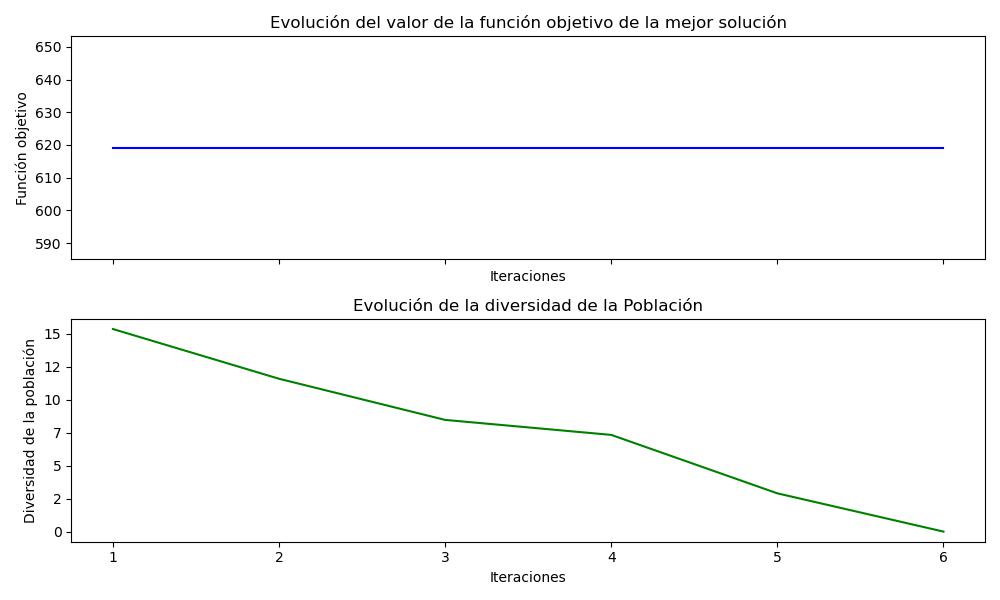 Evolución del valor de la función objetivo de la mejor solución
Función objetivo
650
640
630
620
610
600
590
Iteraciones
Evolución de la diversidad de la Población
Diversidad de la población
15
12
10
7
5
2
0
1 2 3 4 5 6
Iteraciones